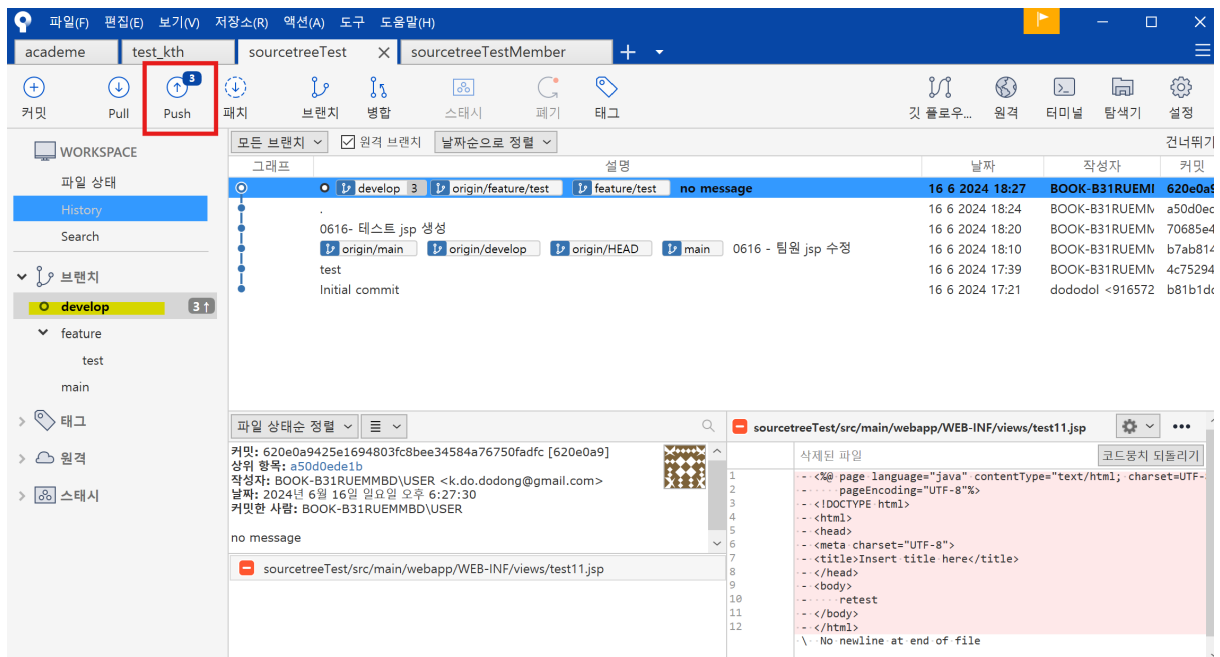 파일(F) 편집(E) 보기(V) 저장소(R) 액션(A) 도구 도움말(H)
academe test_kth sourcetreeTest sourcetreeTestMember
3
커밋 Pull Push 패치 브랜치 병합 스태시 폐기 태그 깃 플로우... 원격 터미널 탐색기 설정
WORKSPACE
파일 상태
History
Search
브랜치
develop 3↑
feature
test
main
태그
원격
스태시
모든 브랜치 원격 브랜치 날짜순으로 정렬 건너뛰기
그래프 설명 날짜 작성자 커밋
develop 3 origin/feature/test feature/test no message 16 6 2024 18:27 BOOK-B31RUEMI 620e0a9
. 16 6 2024 18:24 BOOK-B31RUEMN a50d0ed
0616- 테스트 jsp 생성 16 6 2024 18:20 BOOK-B31RUEMN 70685e4
origin/main origin/develop origin/HEAD main 0616 - 팀원 jsp 수정 16 6 2024 18:10 BOOK-B31RUEMN b7ab814
test 16 6 2024 17:39 BOOK-B31RUEMN 4c75294
Initial commit 16 6 2024 17:21 dododol <916572 b81b1dc
파일 상태순 정렬
커밋: 620e0a9425e1694803fc8bee34584a76750fadfc [620e0a9]
상위 항목: a50d0ede1b
작성자: BOOK-B31RUEMMBD\USER <k.do.dodong@gmail.com>
날짜: 2024년 6월 16일 일요일 오후 6:27:30
커밋한 사람: BOOK-B31RUEMMBD\USER
no message
sourcetreeTest/src/main/webapp/WEB-INF/views/test11.jsp
sourcetreeTest/src/main/webapp/WEB-INF/views/test11.jsp
삭제된 파일 코드뭉치 되돌리기
1 - <%@ page language="java" contentType="text/html; charset=UTF-
2 - pageEncoding="UTF-8"%>
3 - <!DOCTYPE html>
4 - <html>
5 - <head>
6 - <meta charset="UTF-8">
7 - <title>Insert title here</title>
8 - </head>
9 - <body>
10 - retest
11 - </body>
12 - </html>
\ No newline at end of file